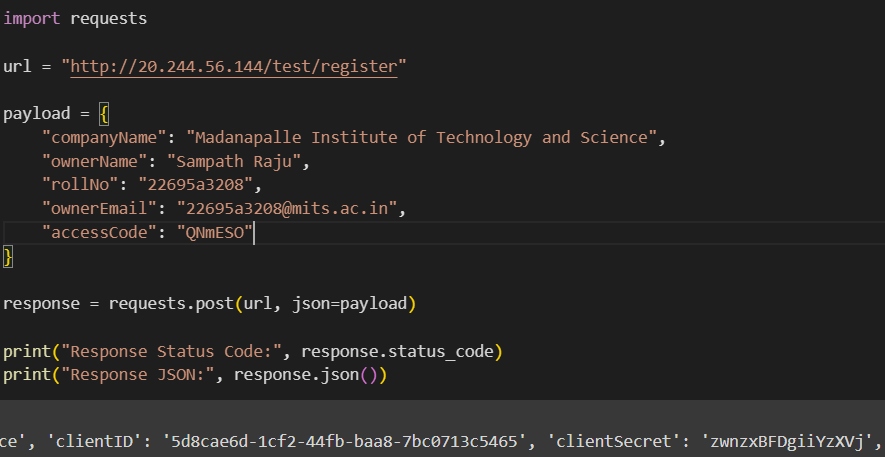 import requests
url = "http://20.244.56.144/test/register"
payload = {
    "companyName": "Madanapalle Institute of Technology and Science",
    "ownerName": "Sampath Raju",
    "rollNo": "22695a3208",
    "ownerEmail": "22695a3208@mits.ac.in",
    "accessCode": "QNmESO"
}
response = requests.post(url, json=payload)
print("Response Status Code:", response.status_code)
print("Response JSON:", response.json())
ce', 'clientID': '5d8cae6d-1cf2-44fb-baa8-7bc0713c5465', 'clientSecret': 'zwnzxBFDgiiYzXVj',